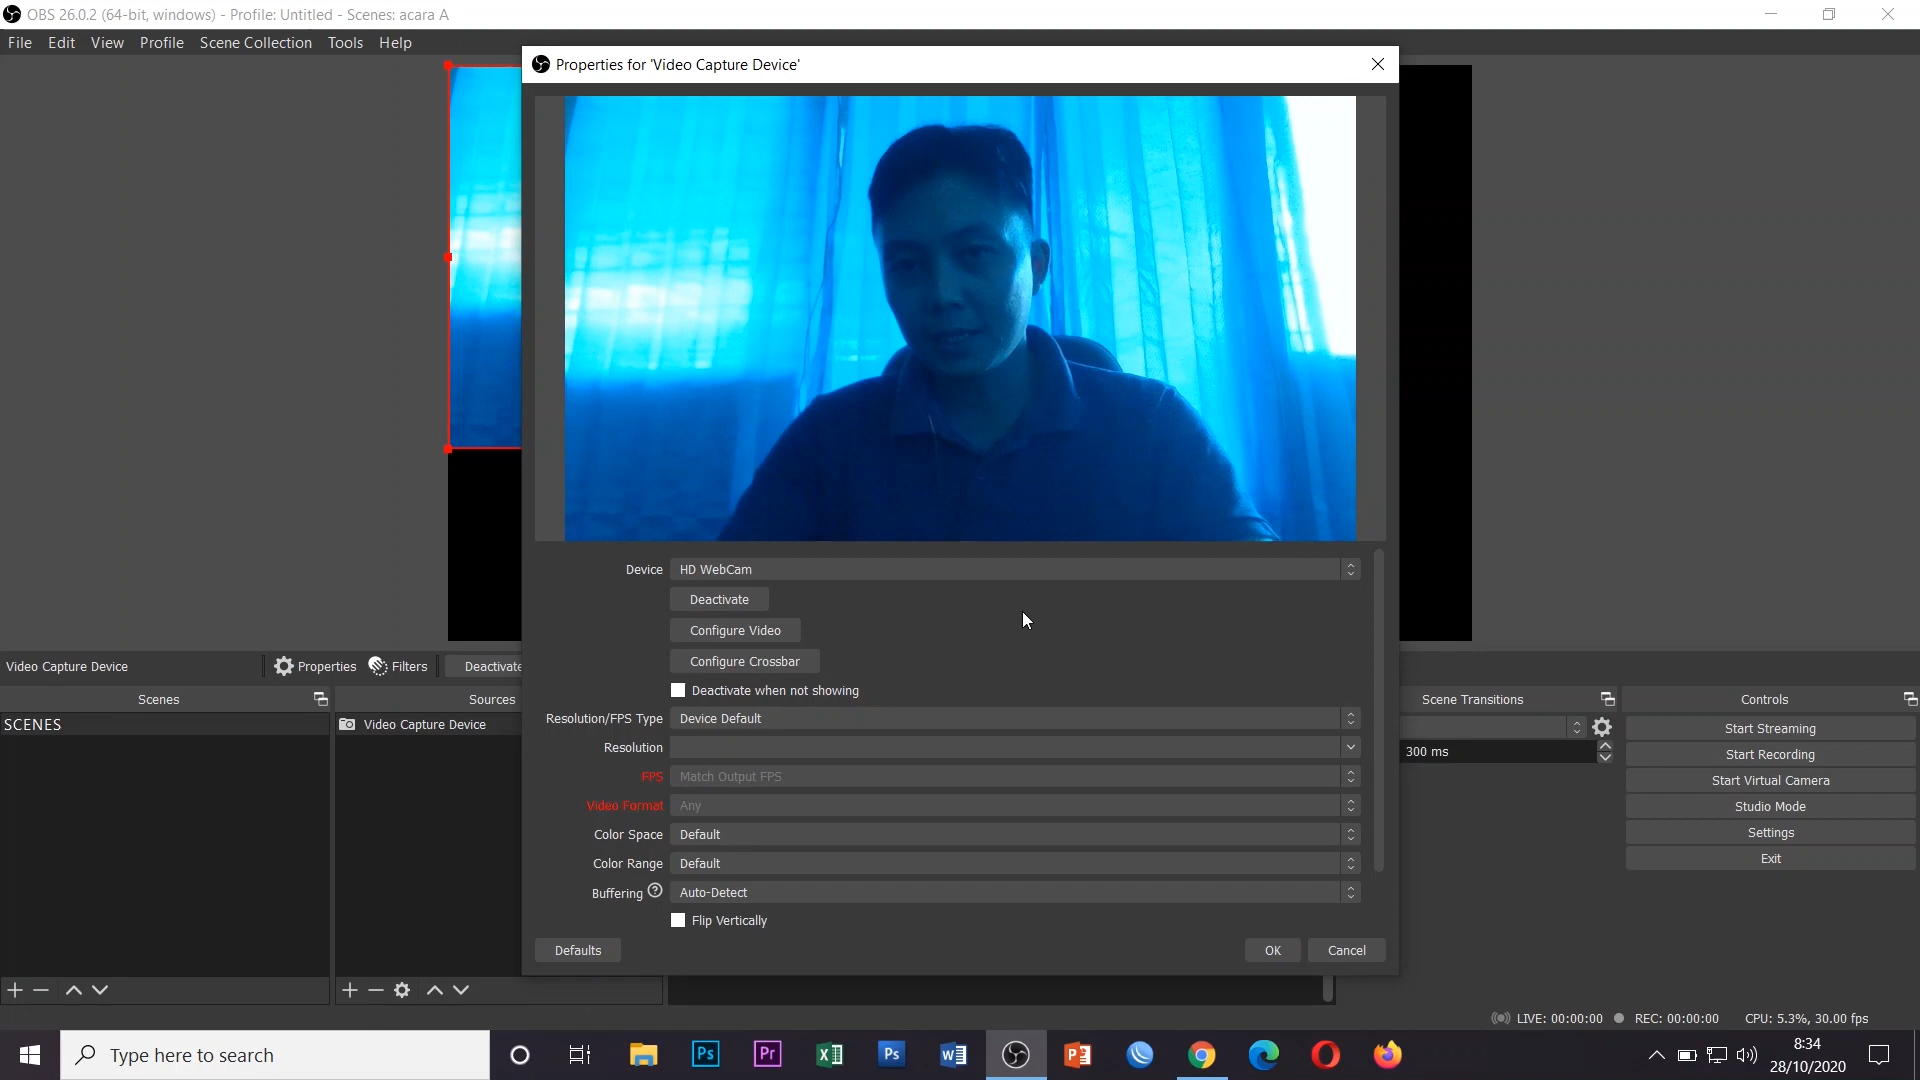 OBS 26.0.2 (64-bit, windows) - Profile: Untitled - Scenes: acara A
File Edit View Profile Scene Collection Tools Help
Properties for 'Video Capture Device'
Device HD WebCam
Deactivate
Configure Video
Configure Crossbar
Deactivate when not showing
Resolution/FPS Type Device Default
Resolution
FPS Match Output FPS
Video Format Any
Color Space Default
Color Range Default
Buffering ? Auto-Detect
Flip Vertically
Defaults OK Cancel
Video Capture Device Properties Filters Deactivate
Scenes
SCENES
Sources
Video Capture Device
Scene Transitions
300 ms
Controls
Start Streaming
Start Recording
Start Virtual Camera
Studio Mode
Settings
Exit
LIVE: 00:00:00 REC: 00:00:00 CPU: 5.3%, 30.00 fps
Type here to search
Ps Pr X Ps W P
8:34
28/10/2020